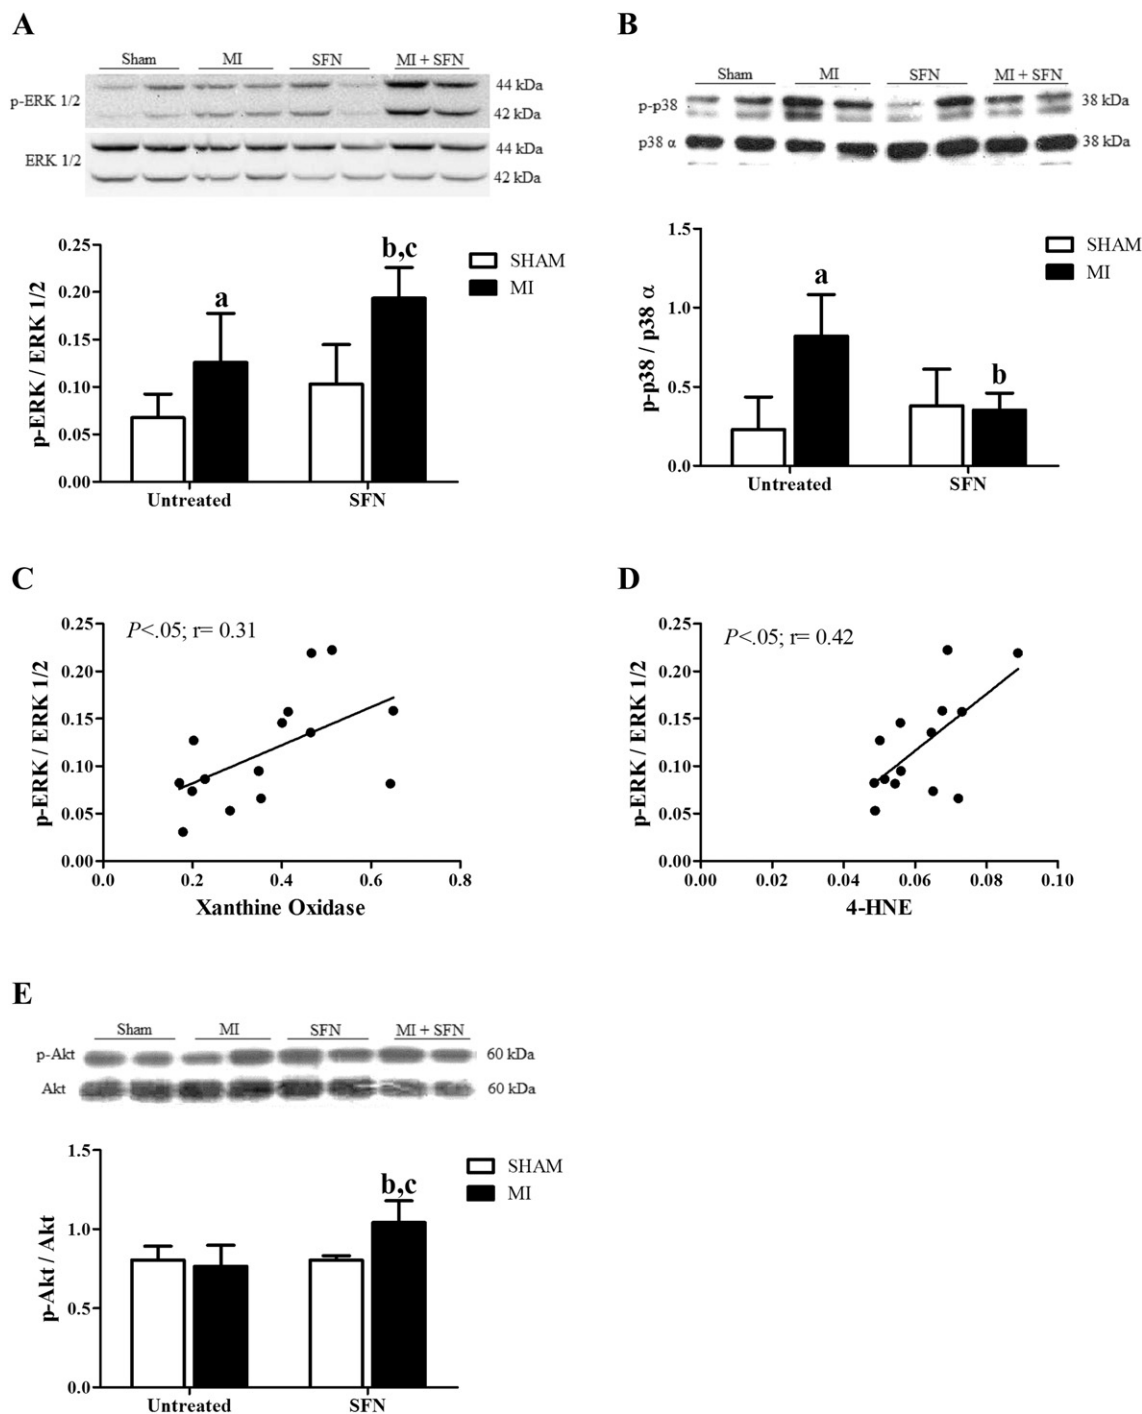 A
Sham MI SFN MI + SFN
p-ERK 1/2
44 kDa
42 kDa
ERK 1/2
44 kDa
42 kDa
0.25
0.20
0.15
0.10
0.05
0.00
p-ERK / ERK 1/2
a
b,c
SHAM
MI
Untreated SFN
B
Sham MI SFN MI + SFN
p-p38 38 kDa
p38 α 38 kDa
1.5
1.0
0.5
0.0
p-p38 / p38 α
a
b
SHAM
MI
Untreated SFN
C
P<.05; r= 0.31
0.25
0.20
0.15
0.10
0.05
0.00
p-ERK / ERK 1/2
0.0 0.2 0.4 0.6 0.8
Xanthine Oxidase
D
P<.05; r= 0.42
0.25
0.20
0.15
0.10
0.05
0.00
p-ERK / ERK 1/2
0.00 0.02 0.04 0.06 0.08 0.10
4-HNE
E
Sham MI SFN MI + SFN
p-Akt 60 kDa
Akt 60 kDa
1.5
1.0
0.5
0.0
p-Akt / Akt
b,c
SHAM
MI
Untreated SFN